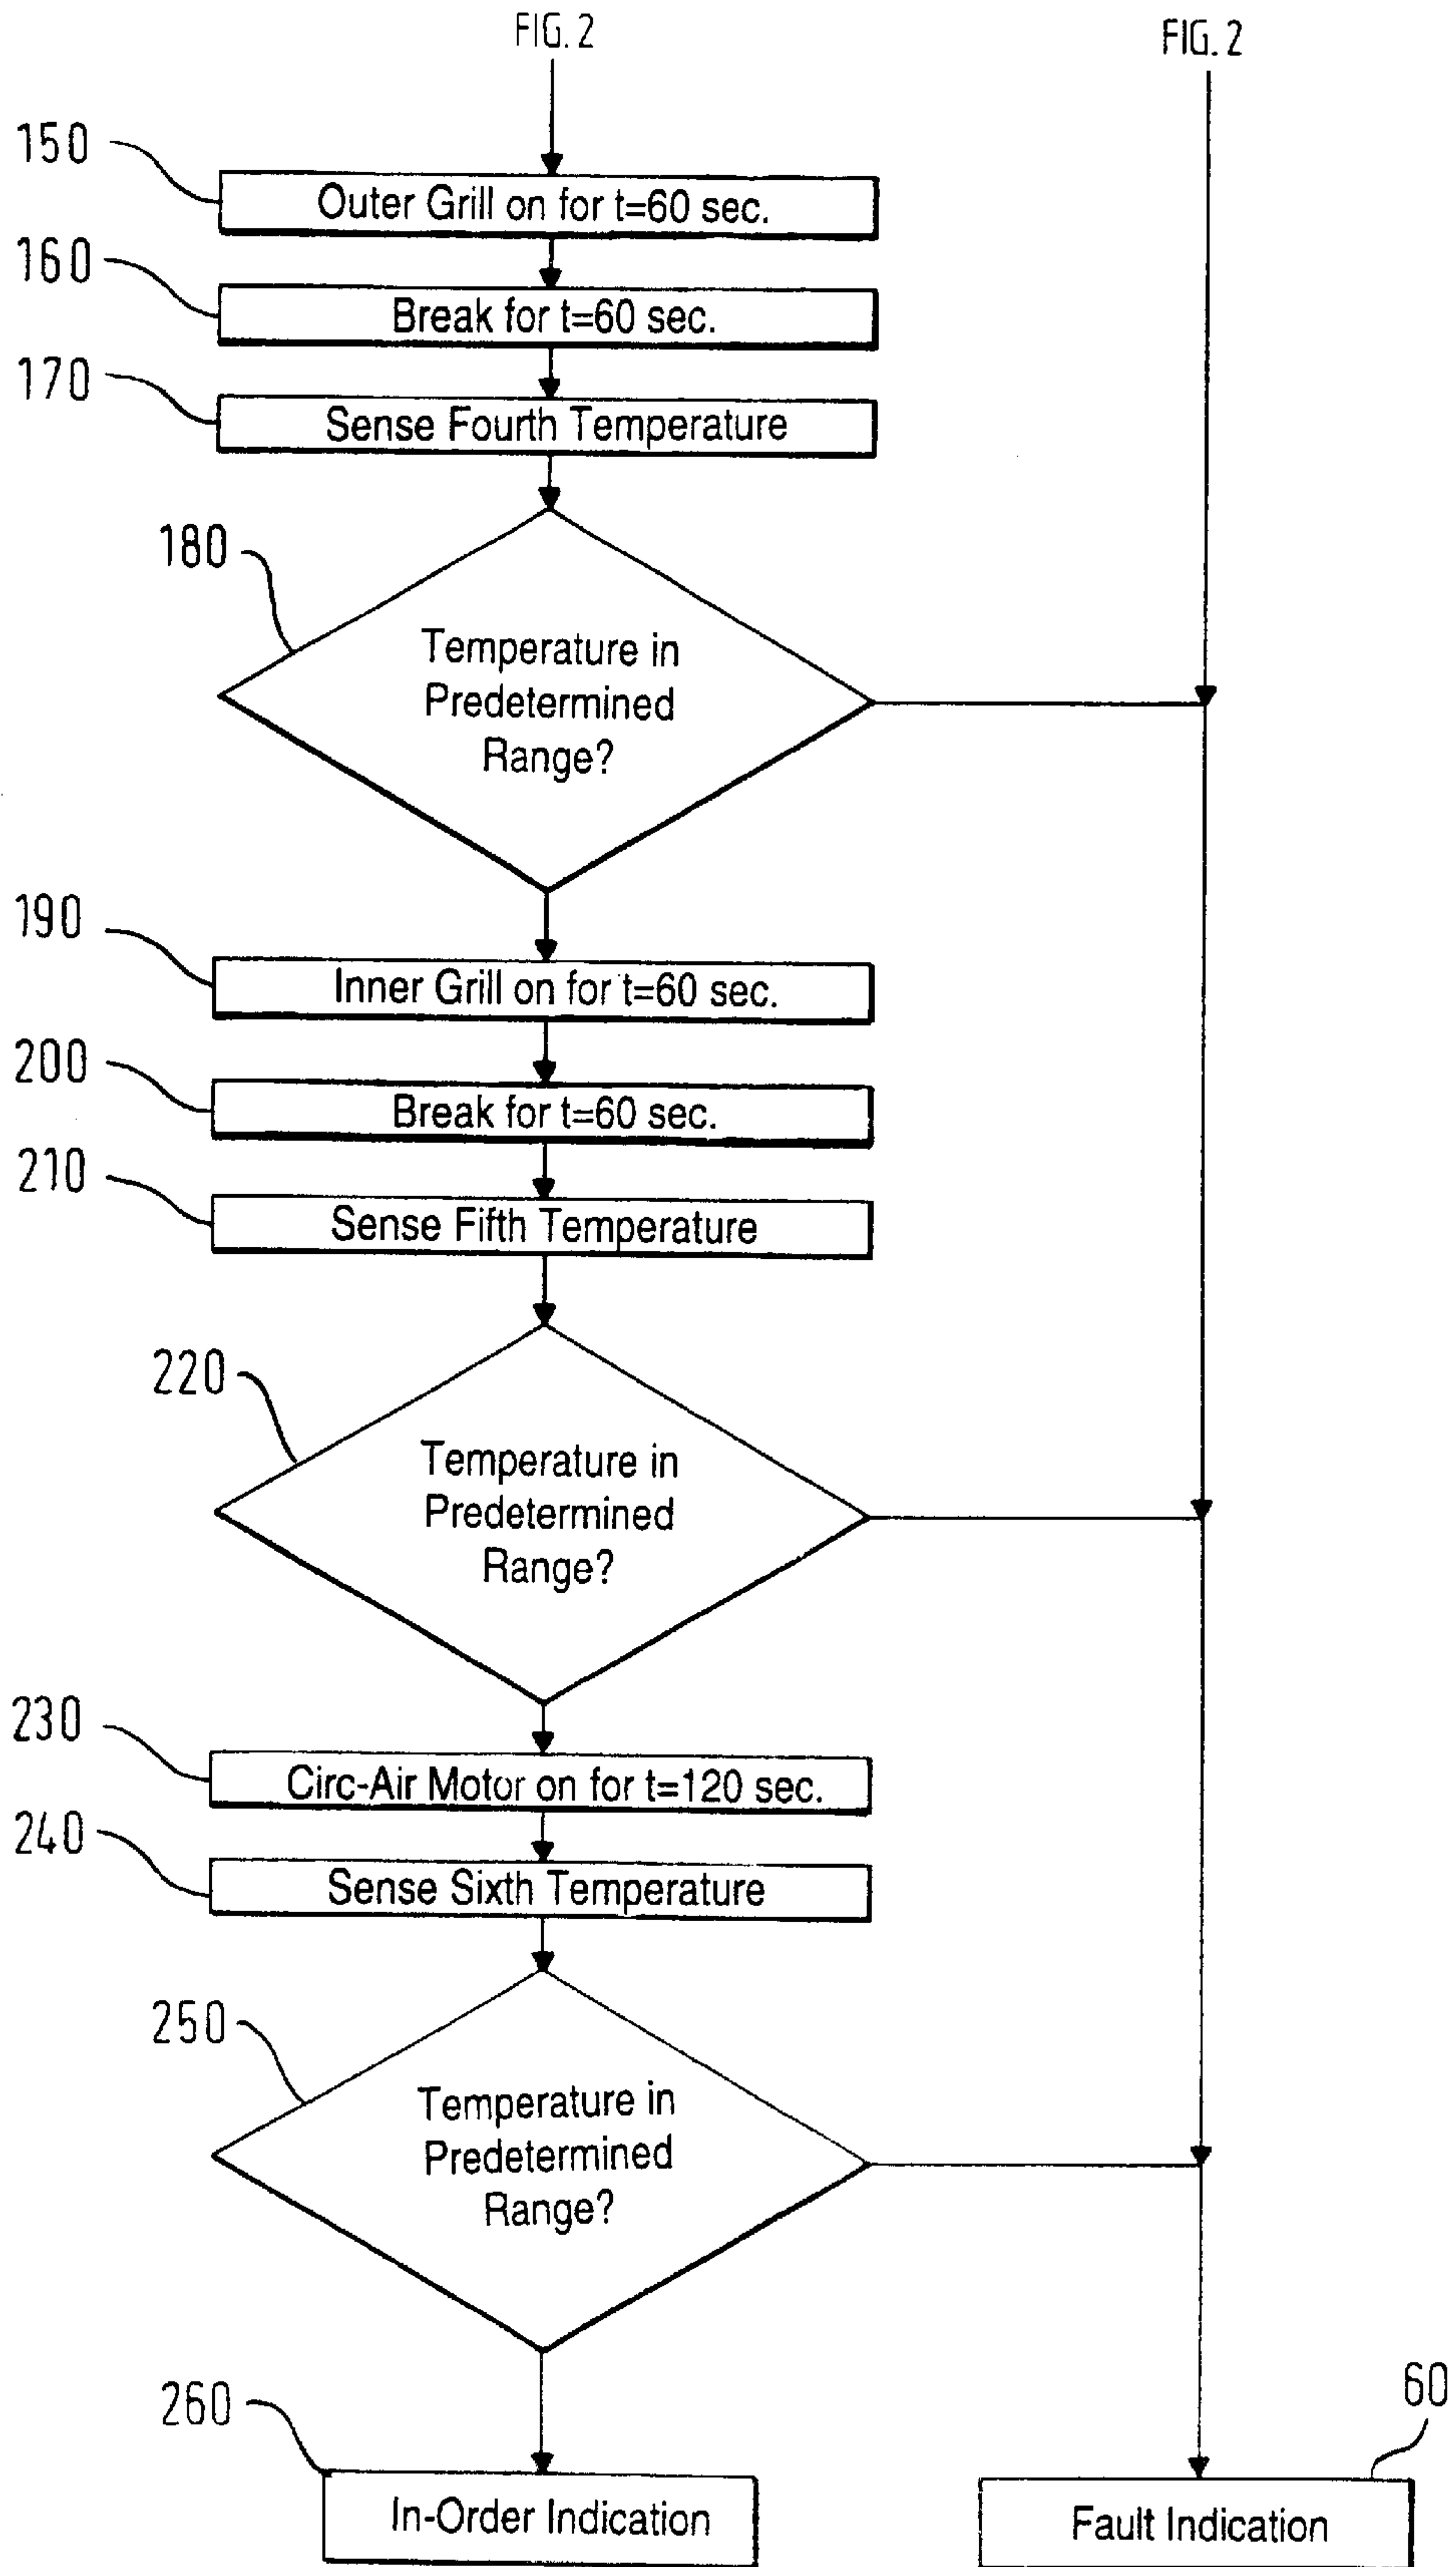 FIG. 2
FIG. 2
150
Outer Grill on for t=60 sec.
160
Break for t=60 sec.
170
Sense Fourth Temperature
180
Temperature in
Predetermined
Range?
190
Inner Grill on for t=60 sec.
200
Break for t=60 sec.
210
Sense Fifth Temperature
220
Temperature in
Predetermined
Range?
230
Circ-Air Motor on for t=120 sec.
240
Sense Sixth Temperature
250
Temperature in
Predetermined
Range?
260
In-Order Indication
60
Fault Indication